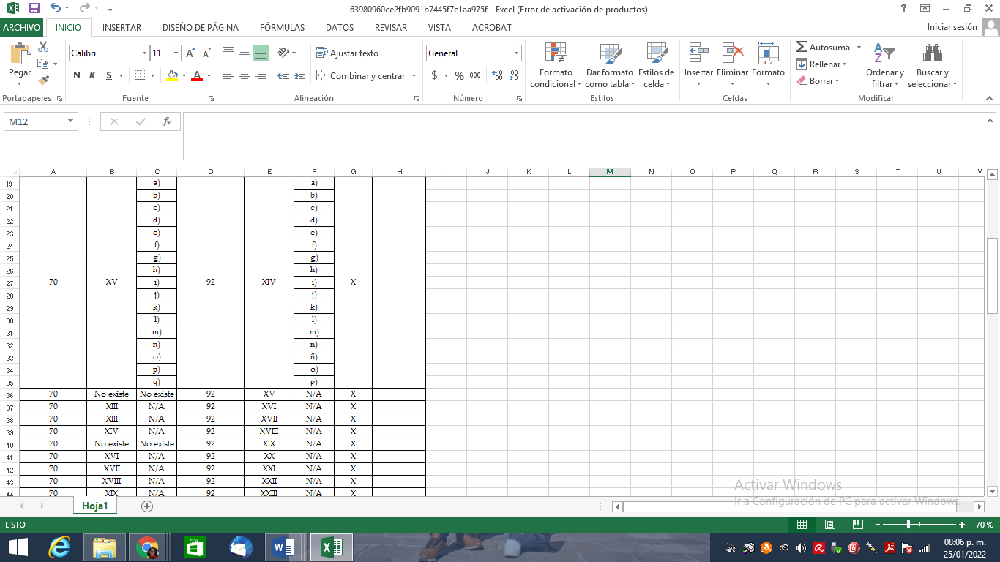 63980960ce2fb9091b7445f7e1aa975f - Excel (Error de activación de productos)
ARCHIVO INICIO INSERTAR DISEÑO DE PÁGINA FÓRMULAS DATOS REVISAR VISTA ACROBAT Iniciar sesión
Pegar
Calibri 11
N K S
Ajustar texto
Combinar y centrar
General
$ % 000
Formato condicional
Dar formato como tabla
Estilos de celda
Insertar Eliminar Formato
Autosuma
Rellenar
Borrar
Ordenar y filtrar
Buscar y seleccionar
Portapapeles Fuente Alineación Número Estilos Celdas Modificar
M12 fx
A B C D E F G H I J K L M N O P Q R S T U V
19 a) a)
20 b) b)
21 c) c)
22 d) d)
23 e) e)
24 f) f)
25 g) g)
26 h) h)
27 70 XV i) 92 XIV i) X
28 j) j)
29 k) k)
30 l) l)
31 m) m)
32 n) n)
33 o) ñ)
34 p) o)
35 q) p)
36 70 No existe No existe 92 XV N/A X
37 70 XIII N/A 92 XVI N/A X
38 70 XIII N/A 92 XVII N/A X
39 70 XIV N/A 92 XVIII N/A X
40 70 No existe No existe 92 XIX N/A X
41 70 XVI N/A 92 XX N/A X
42 70 XVII N/A 92 XXI N/A X
43 70 XVIII N/A 92 XXII N/A X
44 70 XIX N/A 92 XXIII N/A X
Activar Windows
Ir a Configuración de PC para activar Windows.
Hoja1
LISTO 70 %
08:06 p. m.
25/01/2022